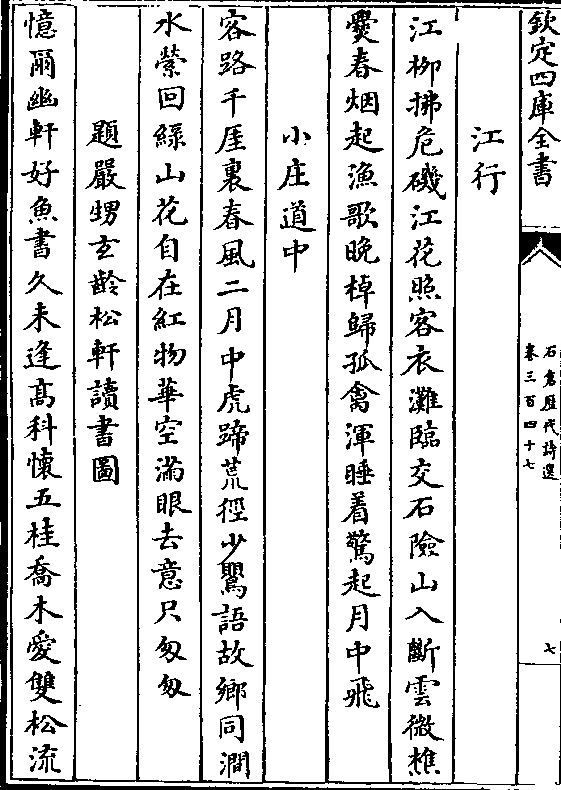 欽定四庫全書
石倉歷代詩選
卷三百四十七
七
江行
江柳拂危磯江花照客衣灘臨交石險山入斷雲微樵
爨春烟起漁歌晚棹歸孤禽渾睡着驚起月中飛
小庄道中
客路千厓裏春風二月中虎蹄荒徑少鸎語故鄉同澗
水縈回綠山花自在紅物華空滿眼去意只匆匆
題嚴甥玄齡松軒讀書圖
憶爾幽軒好魚書久未逢髙科懐五桂喬木愛雙松流